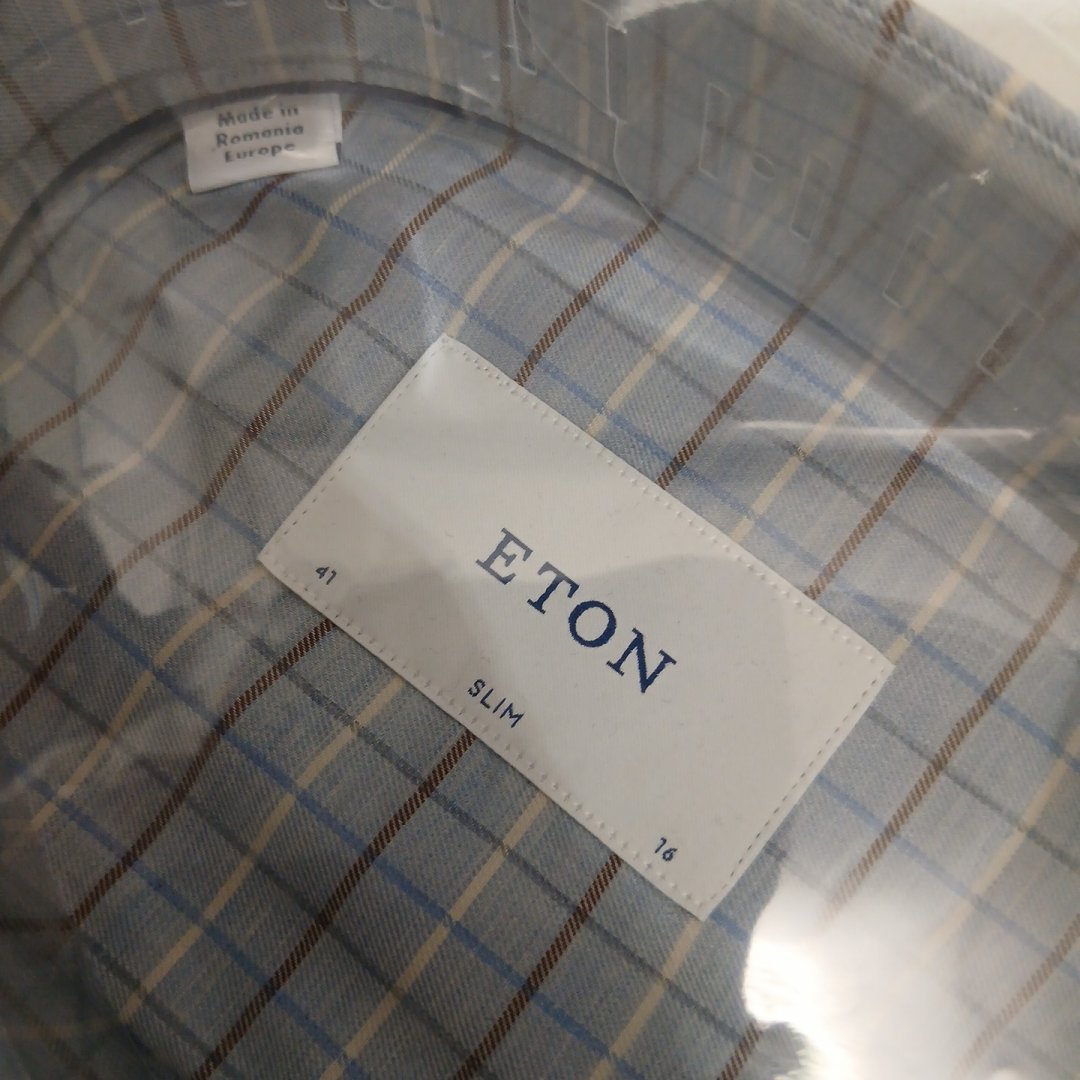 Made in
Romania
Europe
ETON
41
SLIM
16